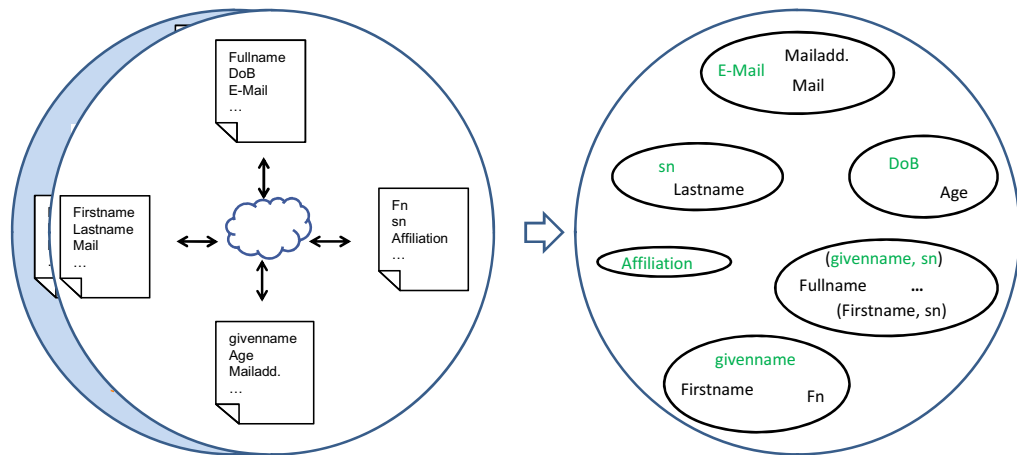 Fullname
DoB
E-Mail
…
Firstname
Lastname
Mail
…
Fn
sn
Affiliation
…
givenname
Age
Mailadd.
…
Mailadd.
E-Mail
Mail
sn
Lastname
DoB
Age
Affiliation
(givenname, sn)
Fullname ...
(Firstname, sn)
givenname
Firstname Fn